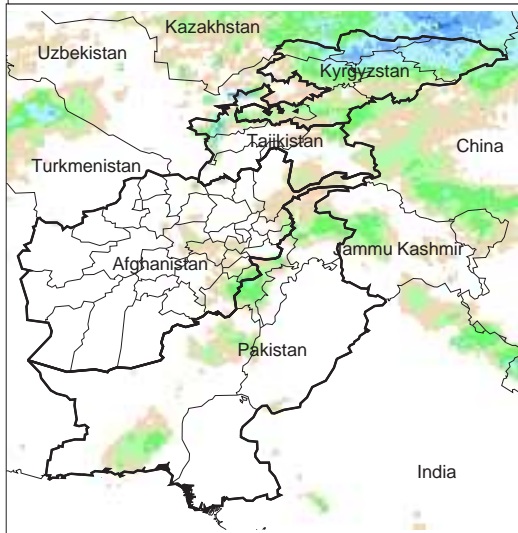 Kazakhstan
Uzbekistan
Kyrgyzstan
Tajikistan
China
Turkmenistan
Jammu Kashmir
Afghanistan
Pakistan
India